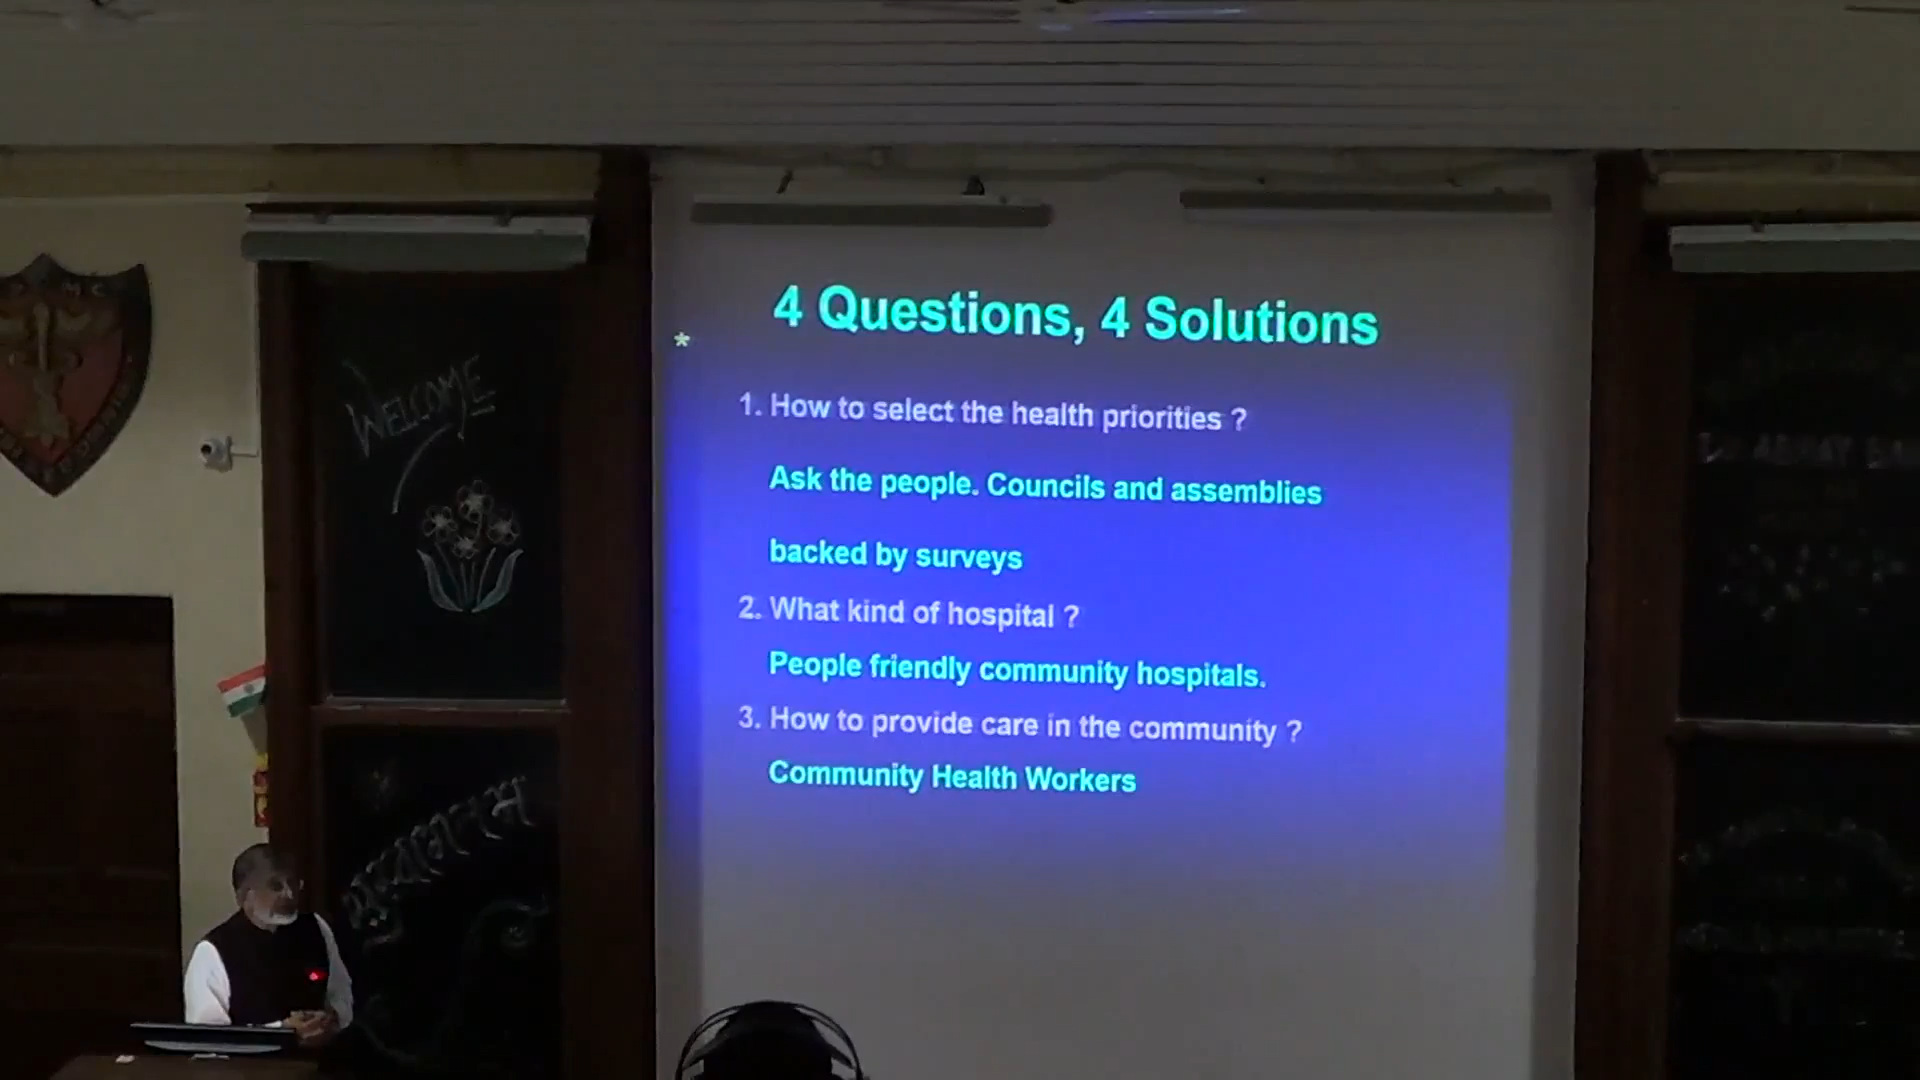 4 Questions, 4 Solutions
*
1. How to select the health priorities ?
Ask the people. Councils and assemblies
backed by surveys
2. What kind of hospital ?
People friendly community hospitals.
3. How to provide care in the community ?
Community Health Workers
WELCOME
सुस्वागतम